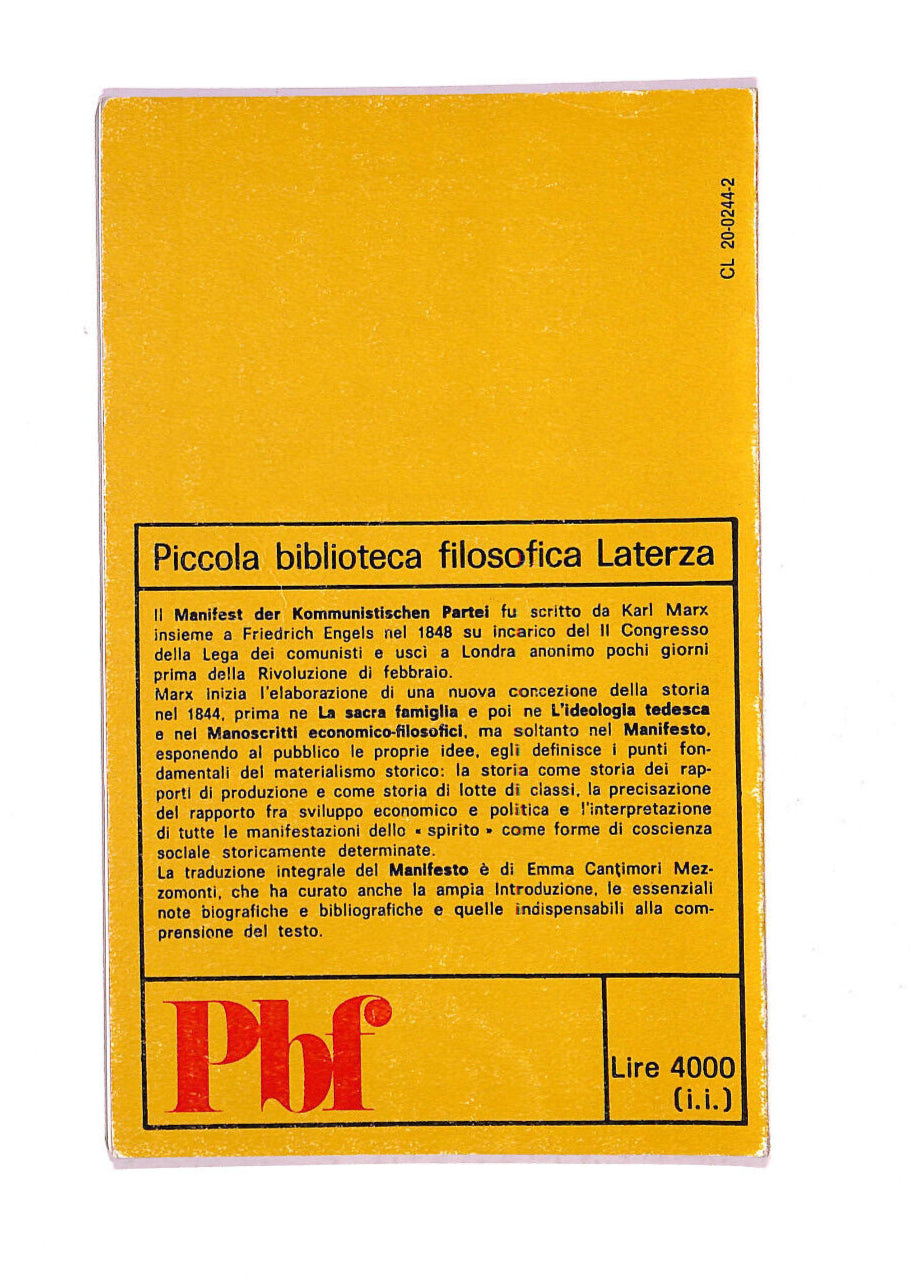 CL 20-0244-2
Piccola biblioteca filosofica Laterza
Il Manifest der Kommunistischen Partei fu scritto da Karl Marx
insieme a Friedrich Engels nel 1848 su incarico del II Congresso
della Lega dei comunisti e uscì a Londra anonimo pochi giorni
prima della Rivoluzione di febbraio.
Marx inizia l'elaborazione di una nuova concezione della storia
nel 1844, prima ne La sacra famiglia e poi ne L'ideologia tedesca
e nei Manoscritti economico-filosofici, ma soltanto nel Manifesto,
esponendo al pubblico le proprie idee, egli definisce i punti fon-
damentali del materialismo storico: la storia come storia dei rap-
porti di produzione e come storia di lotte di classi, la precisazione
del rapporto fra sviluppo economico e politica e l'interpretazione
di tutte le manifestazioni dello « spirito » come forme di coscienza
sociale storicamente determinate.
La traduzione integrale del Manifesto è di Emma Cantimori Mez-
zomonti, che ha curato anche la ampia Introduzione, le essenziali
note biografiche e bibliografiche e quelle indispensabili alla com-
prensione del testo.
Pbf
Lire 4000
(i.i.)